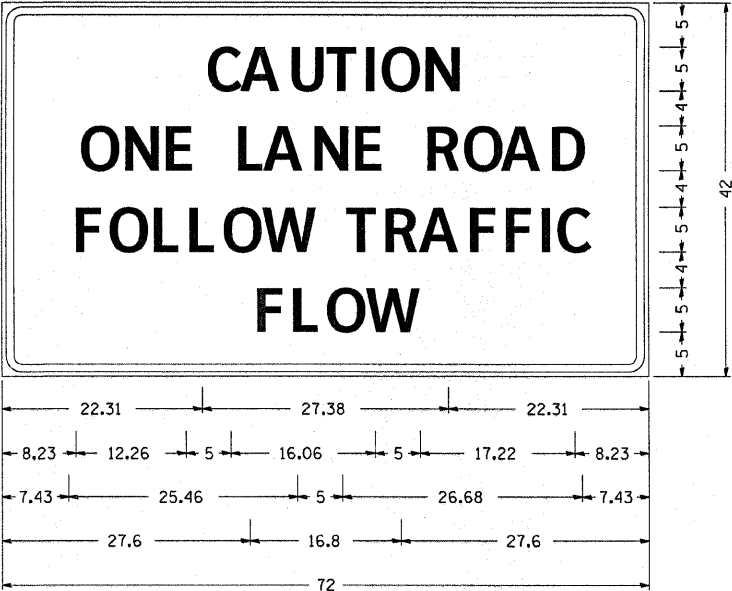 CAUTION
ONE LANE ROAD
FOLLOW TRAFFIC
FLOW
5
5
4
5
4
5
4
5
5
42
22.31 27.38 22.31
8.23 12.26 5 16.06 5 17.22 8.23
7.43 25.46 5 26.68 7.43
27.6 16.8 27.6
72